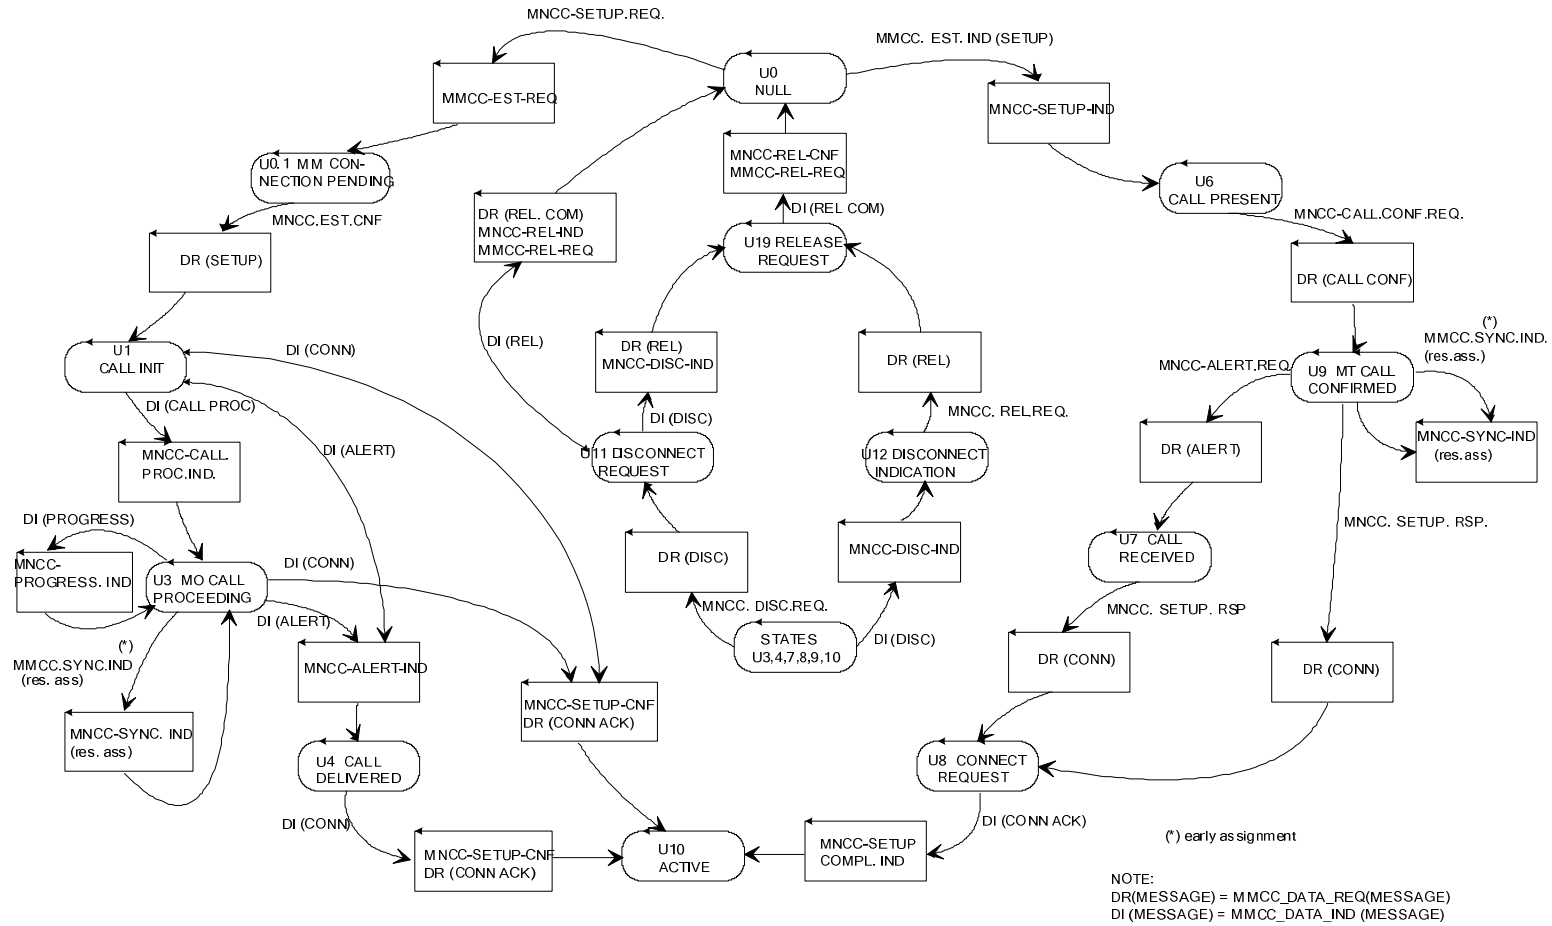 MNCC-SETUP.REQ.
MMCC. EST. IND (SETUP)
U0
NULL
MMCC-EST-REQ
MNCC-SETUP-IND
MNCC-REL-CNF
MMCC-REL-REQ
U0.1 MM CON-
NECTION PENDING
U6
CALL PRESENT
MNCC.EST.CNF
DR (REL. COM)
MNCC-REL-IND
MMCC-REL-REQ
DI (REL COM)
MNCC-CALL.CONF.REQ.
DR (SETUP)
U19 RELEASE
REQUEST
DR (CALL CONF)
U1
CALL INIT
DI (CONN)
DI (REL)
DR (REL)
MNCC-DISC-IND
DR (REL)
(*)
MMCC.SYNC.IND.
(res.ass.)
MNCC-ALERT.REQ.
U9 MT CALL
CONFIRMED
DI (CALL PROC)
DI (DISC)
MNCC. REL.REQ.
MNCC-CALL.
PROC.IND.
DI (ALERT)
U11 DISCONNECT
REQUEST
U12 DISCONNECT
INDICATION
DR (ALERT)
MNCC-SYNC-IND
(res.ass)
DI (PROGRESS)
MNCC. SETUP. RSP.
MNCC-
PROGRESS. IND
U3 MO CALL
PROCEEDING
DI (CONN)
DR (DISC)
MNCC-DISC-IND
U7 CALL
RECEIVED
DI (ALERT)
MNCC. DISC.REQ.
MNCC. SETUP. RSP
(*)
MMCC.SYNC.IND
(res. ass)
STATES
U3,4,7,8,9,10
DI (DISC)
MNCC-ALERT-IND
DR (CONN)
DR (CONN)
MNCC-SYNC. IND
(res. ass)
MNCC-SETUP-CNF
DR (CONN ACK)
U4 CALL
DELIVERED
U8 CONNECT
REQUEST
DI (CONN)
DI (CONN ACK)
(*) early assignment
MNCC-SETUP-CNF
DR (CONN ACK)
U10
ACTIVE
MNCC-SETUP
COMPL. IND
NOTE:
DR(MESSAGE) = MMCC_DATA_REQ(MESSAGE)
DI (MESSAGE) = MMCC_DATA_IND (MESSAGE)